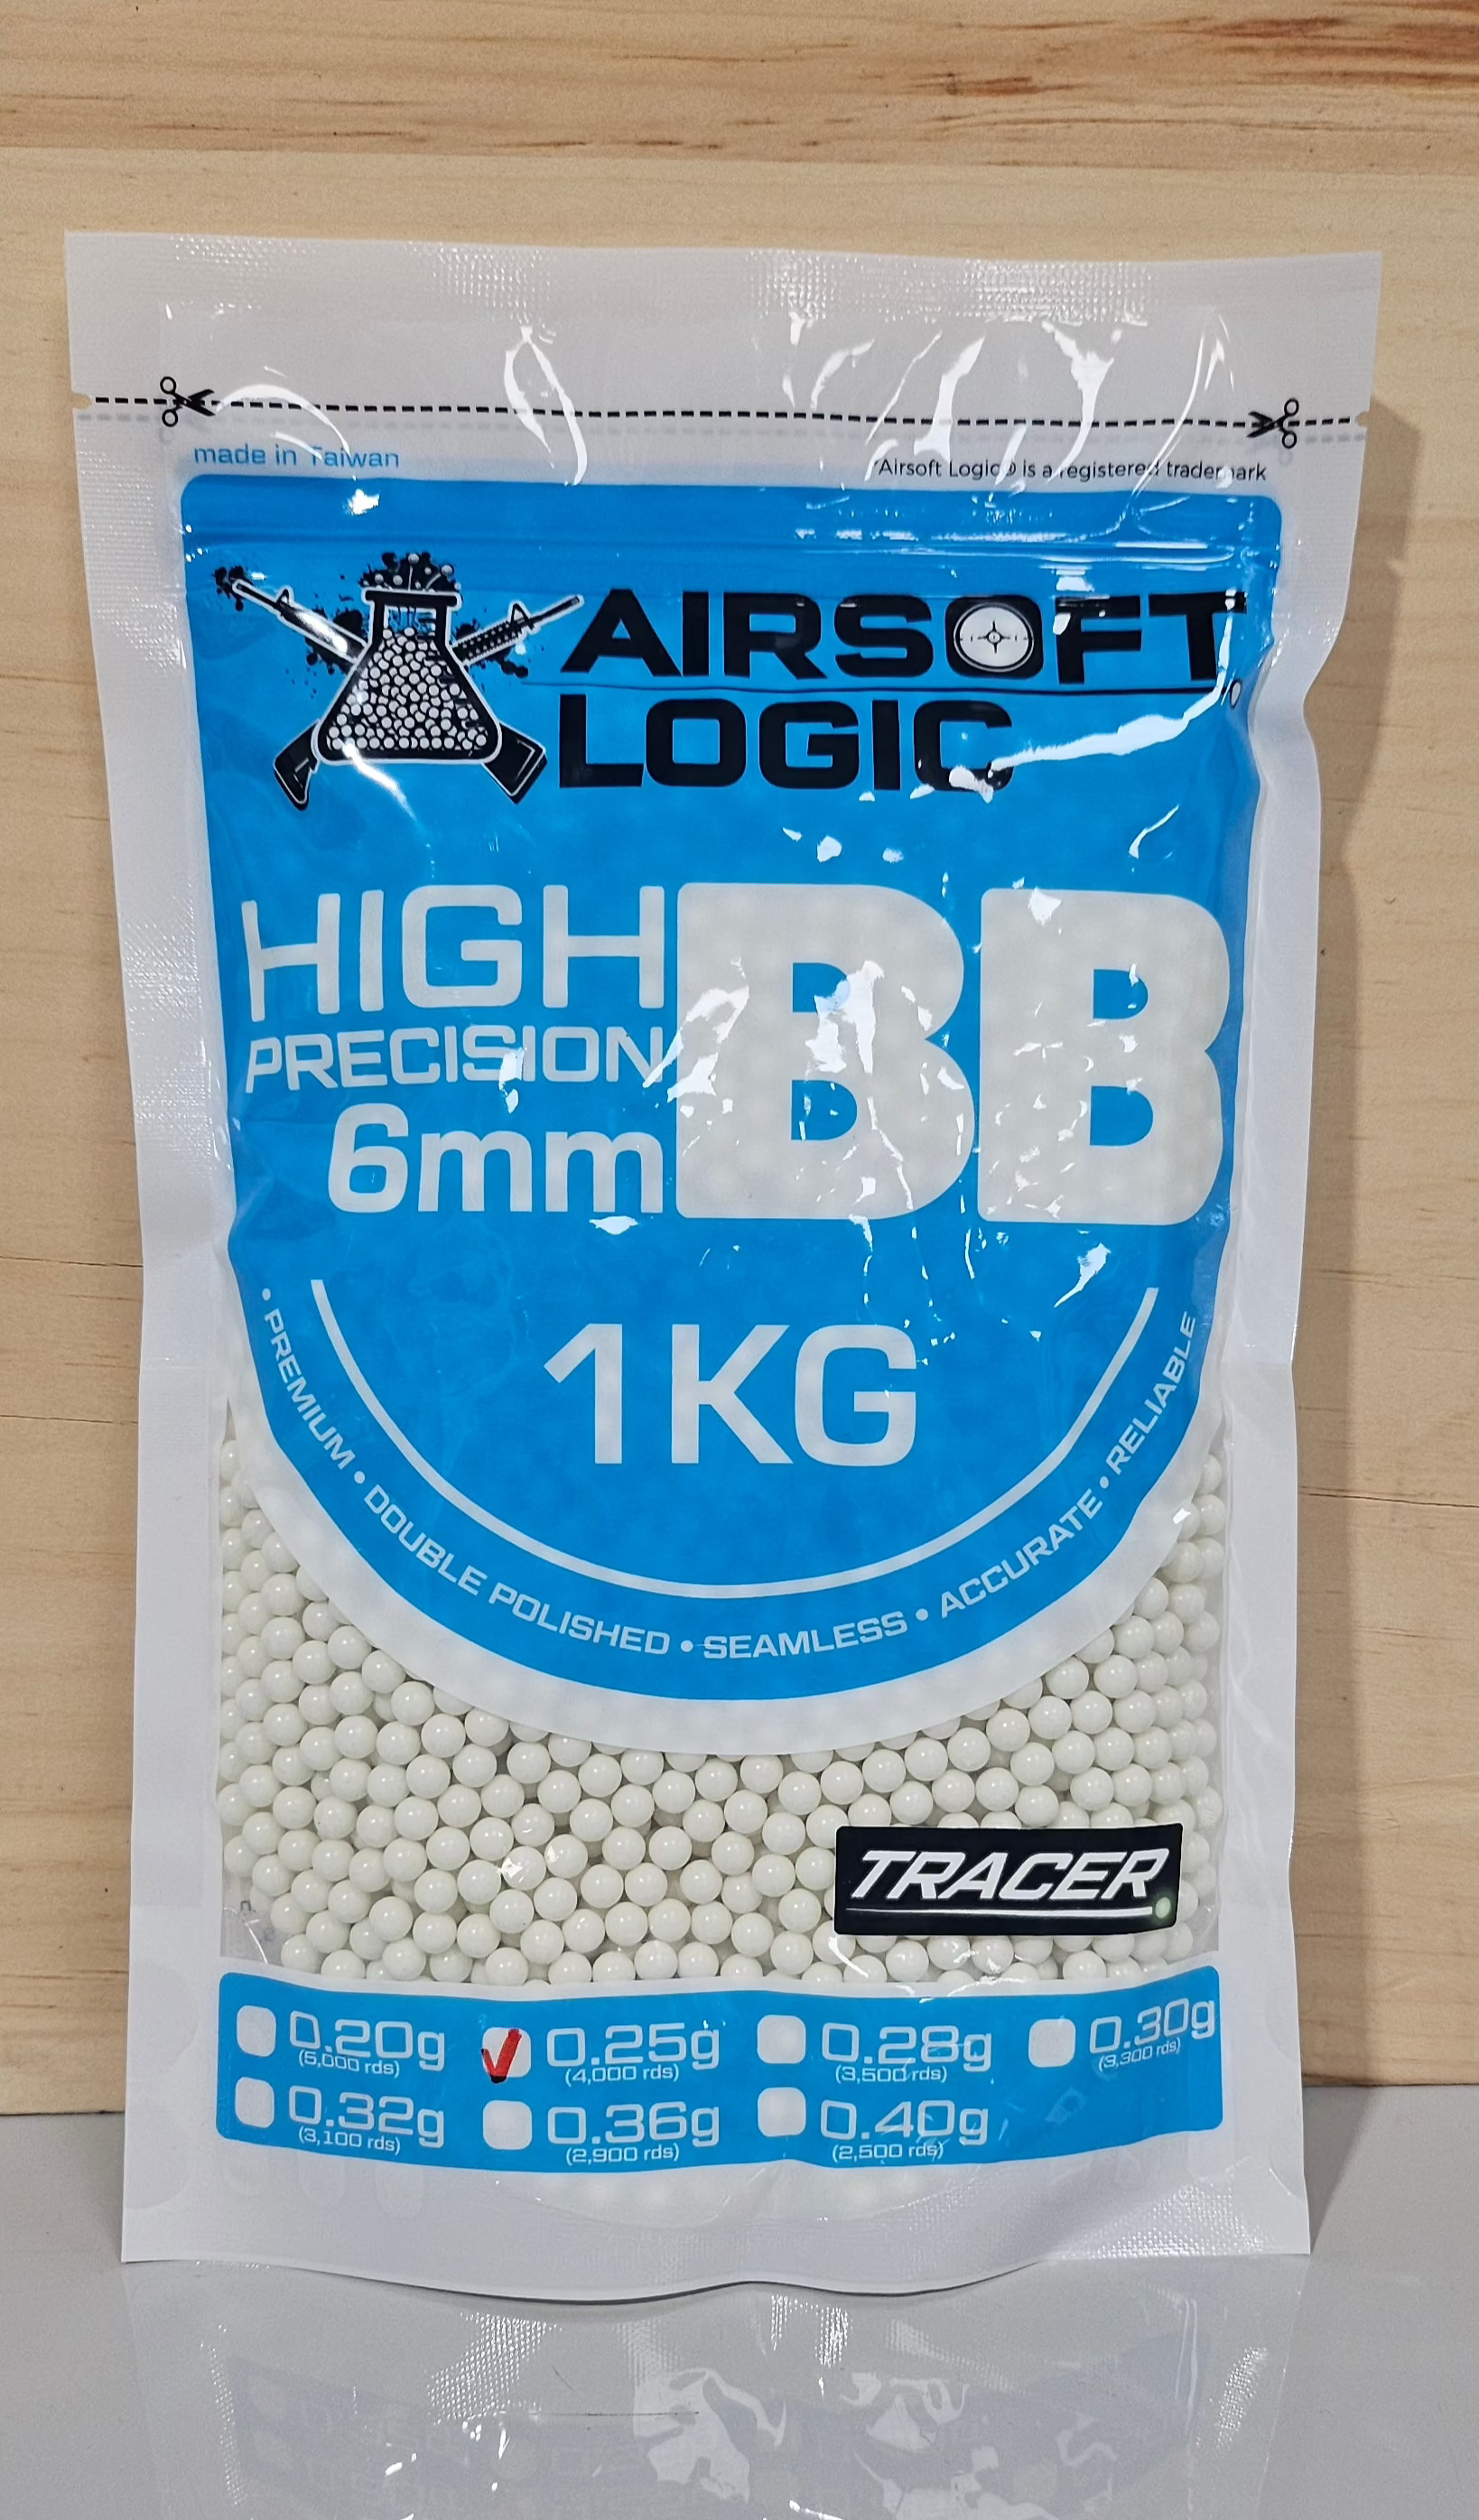 made in Taiwan
*Airsoft Logic® is a registered trademark
AIRSOFT
LOGIC
HIGH
PRECISION
6mm
BB
1KG
• PREMIUM • DOUBLE POLISHED • SEAMLESS • ACCURATE • RELIABLE
TRACER
0.20g 0.25g 0.28g 0.30g
(5,000 rds) (4,000 rds) (3,500 rds) (3,300 rds)
0.32g 0.36g 0.40g
(3,100 rds) (2,900 rds) (2,500 rds)